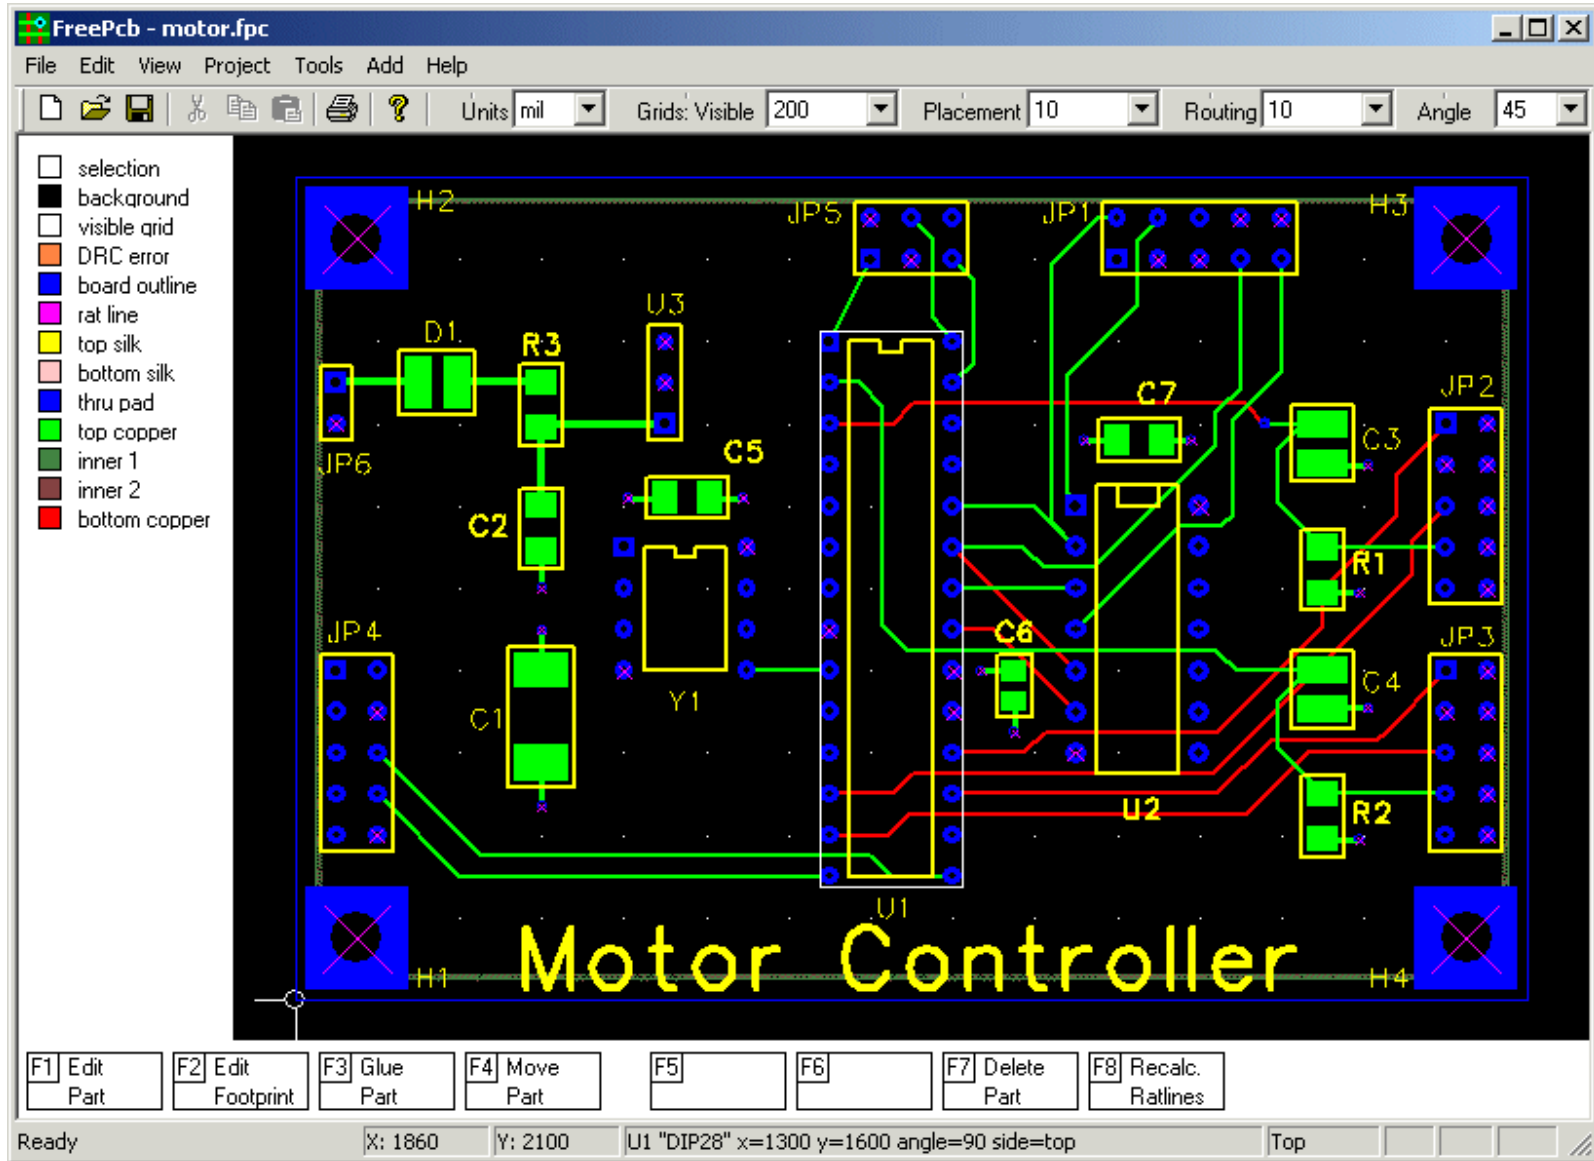 FreePcb - motor.fpc
File Edit View Project Tools Add Help
Units mil Grids: Visible 200 Placement 10 Routing 10 Angle 45
selection
background
visible grid
DRC error
board outline
rat line
top silk
bottom silk
thru pad
top copper
inner 1
inner 2
bottom copper
H2 JP5 JP1 H3
U3
D1 R3
C7 JP2
JP6 C5 C3
C2
R1
JP4 C6 JP3
C1 Y1 C4
U2 R2
U1
Motor Controller
H1 H4
F1 Edit Part
F2 Edit Footprint
F3 Glue Part
F4 Move Part
F5
F6
F7 Delete Part
F8 Recalc. Ratlines
Ready X: 1860 Y: 2100 U1 "DIP28" x=1300 y=1600 angle=90 side=top Top